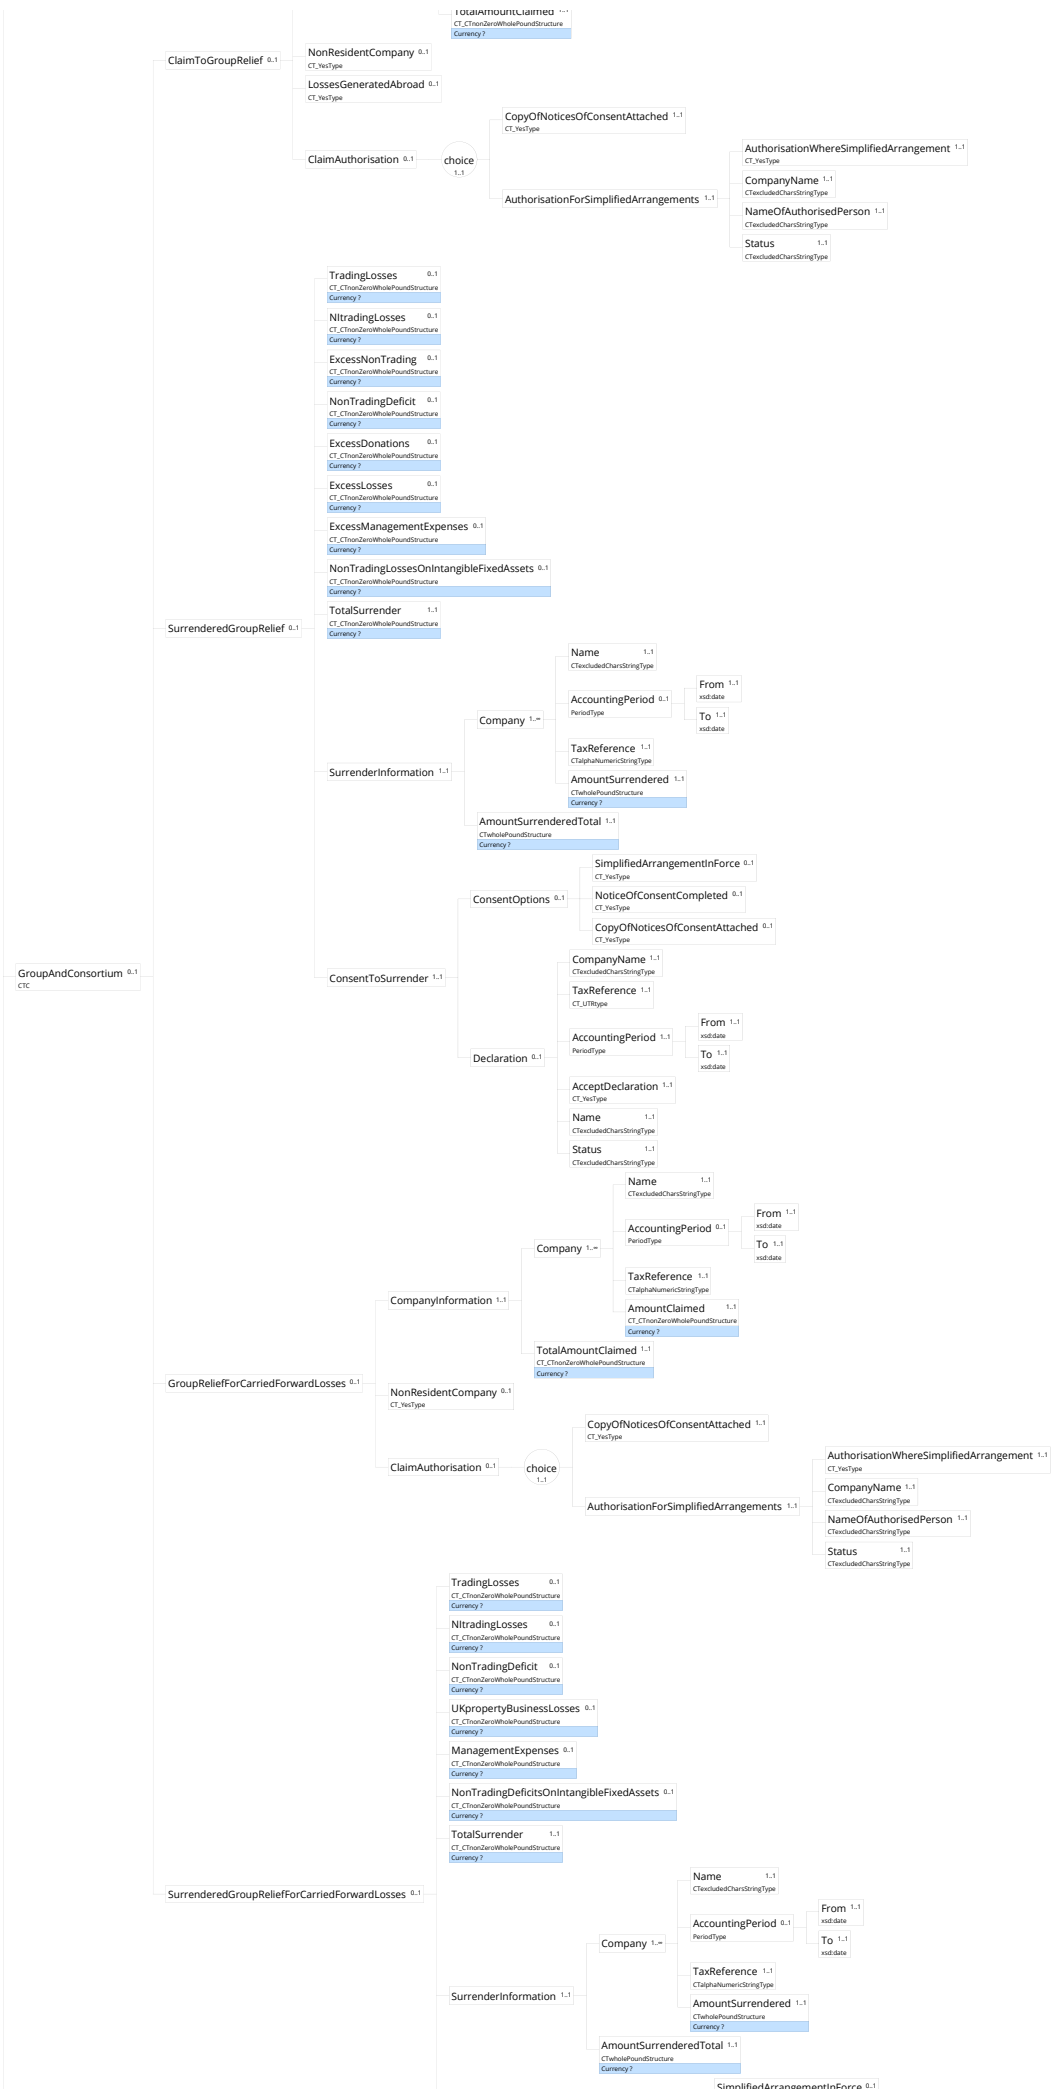 TotalAmountClaimed 1..1
CT_CTnonZeroWholePoundStructure
Currency ?
ClaimToGroupRelief 0..1
NonResidentCompany 0..1
CT_YesType
LossesGeneratedAbroad 0..1
CT_YesType
CopyOfNoticesOfConsentAttached 1..1
CT_YesType
ClaimAuthorisation 0..1
choice
1..1
AuthorisationWhereSimplifiedArrangement 1..1
CT_YesType
CompanyName 1..1
CTexcludedCharsStringType
AuthorisationForSimplifiedArrangements 1..1
NameOfAuthorisedPerson 1..1
CTexcludedCharsStringType
Status 1..1
CTexcludedCharsStringType
TradingLosses 0..1
CT_CTnonZeroWholePoundStructure
Currency ?
NItradingLosses 0..1
CT_CTnonZeroWholePoundStructure
Currency ?
ExcessNonTrading 0..1
CT_CTnonZeroWholePoundStructure
Currency ?
NonTradingDeficit 0..1
CT_CTnonZeroWholePoundStructure
Currency ?
ExcessDonations 0..1
CT_CTnonZeroWholePoundStructure
Currency ?
ExcessLosses 0..1
CT_CTnonZeroWholePoundStructure
Currency ?
ExcessManagementExpenses 0..1
CT_CTnonZeroWholePoundStructure
Currency ?
NonTradingLossesOnIntangibleFixedAssets 0..1
CT_CTnonZeroWholePoundStructure
Currency ?
TotalSurrender 1..1
CT_CTnonZeroWholePoundStructure
Currency ?
SurrenderedGroupRelief 0..1
Name 1..1
CTexcludedCharsStringType
AccountingPeriod 0..1
PeriodType
From 1..1
xsd:date
To 1..1
xsd:date
Company 1..∞
TaxReference 1..1
CTalphaNumericStringType
SurrenderInformation 1..1
AmountSurrendered 1..1
CTwholePoundStructure
Currency ?
AmountSurrenderedTotal 1..1
CTwholePoundStructure
Currency ?
SimplifiedArrangementInForce 0..1
CT_YesType
ConsentOptions 0..1
NoticeOfConsentCompleted 0..1
CT_YesType
CopyOfNoticesOfConsentAttached 0..1
CT_YesType
GroupAndConsortium 0..1
CTC
ConsentToSurrender 1..1
CompanyName 1..1
CTexcludedCharsStringType
TaxReference 1..1
CT_UTRtype
AccountingPeriod 1..1
PeriodType
From 1..1
xsd:date
To 1..1
xsd:date
Declaration 0..1
AcceptDeclaration 1..1
CT_YesType
Name 1..1
CTexcludedCharsStringType
Status 1..1
CTexcludedCharsStringType
Name 1..1
CTexcludedCharsStringType
AccountingPeriod 0..1
PeriodType
From 1..1
xsd:date
To 1..1
xsd:date
Company 1..∞
TaxReference 1..1
CTalphaNumericStringType
CompanyInformation 1..1
AmountClaimed 1..1
CT_CTnonZeroWholePoundStructure
Currency ?
TotalAmountClaimed 1..1
CT_CTnonZeroWholePoundStructure
Currency ?
GroupReliefForCarriedForwardLosses 0..1
NonResidentCompany 0..1
CT_YesType
CopyOfNoticesOfConsentAttached 1..1
CT_YesType
ClaimAuthorisation 0..1
choice
1..1
AuthorisationWhereSimplifiedArrangement 1..1
CT_YesType
CompanyName 1..1
CTexcludedCharsStringType
AuthorisationForSimplifiedArrangements 1..1
NameOfAuthorisedPerson 1..1
CTexcludedCharsStringType
Status 1..1
CTexcludedCharsStringType
TradingLosses 0..1
CT_CTnonZeroWholePoundStructure
Currency ?
NItradingLosses 0..1
CT_CTnonZeroWholePoundStructure
Currency ?
NonTradingDeficit 0..1
CT_CTnonZeroWholePoundStructure
Currency ?
UKpropertyBusinessLosses 0..1
CT_CTnonZeroWholePoundStructure
Currency ?
ManagementExpenses 0..1
CT_CTnonZeroWholePoundStructure
Currency ?
NonTradingDeficitsOnIntangibleFixedAssets 0..1
CT_CTnonZeroWholePoundStructure
Currency ?
TotalSurrender 1..1
CT_CTnonZeroWholePoundStructure
Currency ?
SurrenderedGroupReliefForCarriedForwardLosses 0..1
Name 1..1
CTexcludedCharsStringType
AccountingPeriod 0..1
PeriodType
From 1..1
xsd:date
To 1..1
xsd:date
Company 1..∞
TaxReference 1..1
CTalphaNumericStringType
SurrenderInformation 1..1
AmountSurrendered 1..1
CTwholePoundStructure
Currency ?
AmountSurrenderedTotal 1..1
CTwholePoundStructure
Currency ?
SimplifiedArrangementInForce 0..1